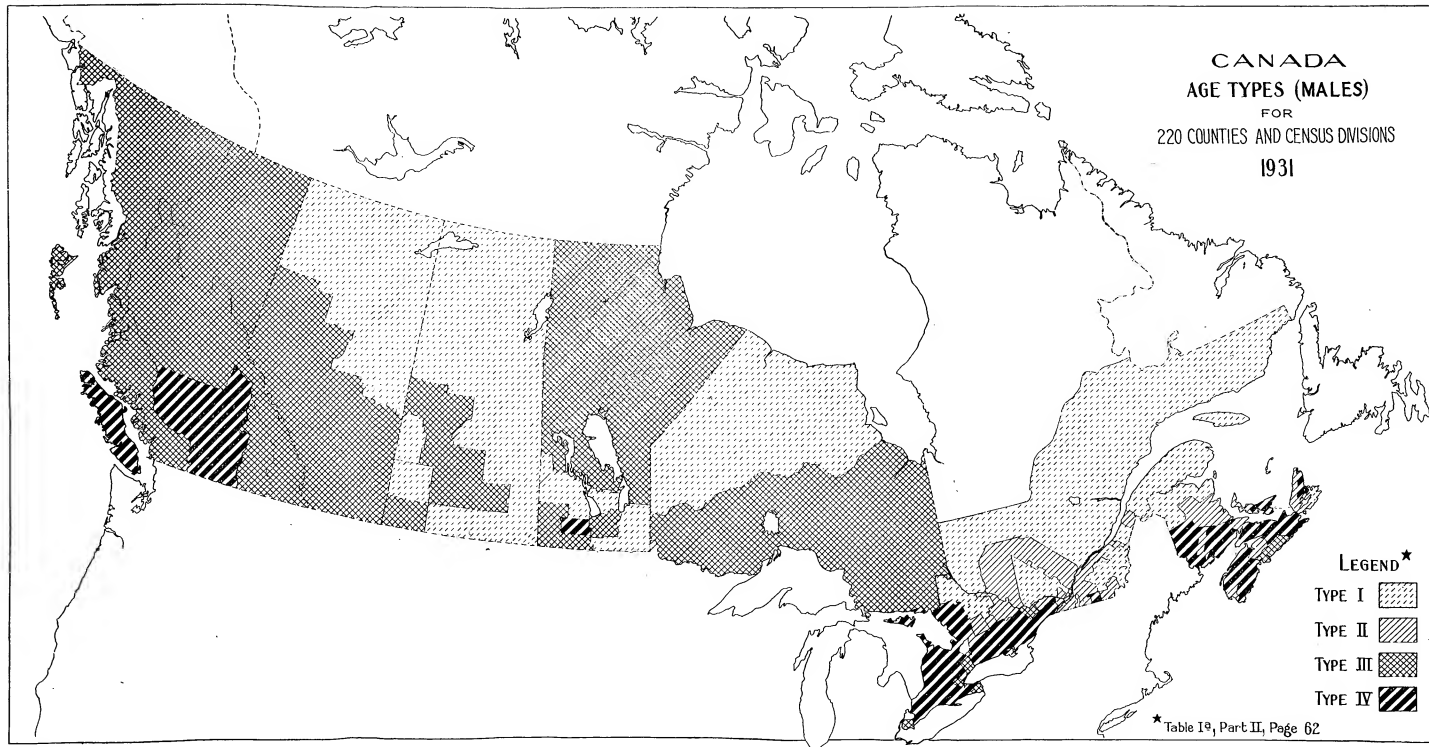 CANADA
AGE TYPES (MALES)
FOR
220 COUNTIES AND CENSUS DIVISIONS
1931
LEGEND★
TYPE I
TYPE II
TYPE III
TYPE IV
★ Table Iª, Part II, Page 62